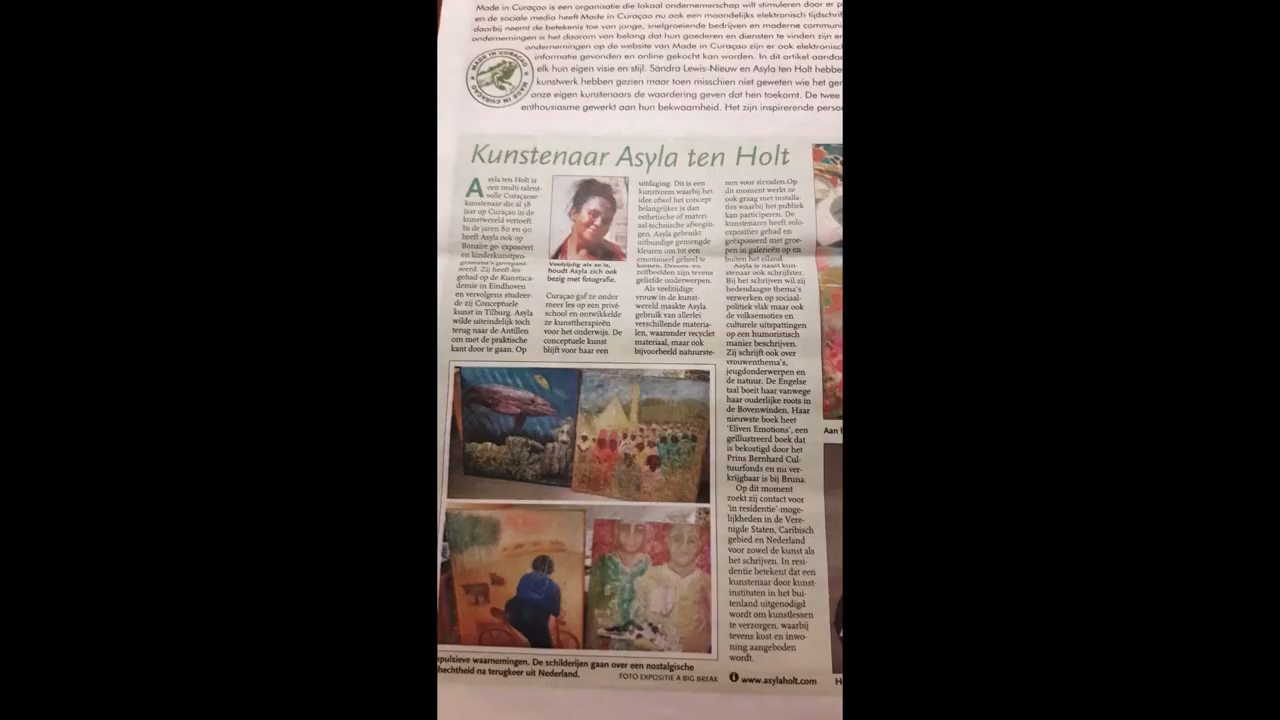 Made in Curaçao is een organisatie die lokaal ondernemerschap wilt stimuleren door er p
en de sociale media heeft Made in Curaçao nu ook een maandelijks elektronisch tijdschri
daarbij neemt de betekenis toe van jonge, snelgroeiende bedrijven en moderne communi
ondernemingen is het daarom van belang dat hun goederen en diensten te vinden zijn en
ondernemingen op de website van Made in Curaçao zijn er ook elektronisc
informatie gevonden en online gekocht kan worden. In dit artikel aandac
elk hun eigen visie en stijl. Sandra Lewis-Nieuw en Asyla ten Holt hebbe
kunstwerk hebben gezien maar toen misschien niet geweten wie het ger
onze eigen kunstenaars de waardering geven dat hen toekomt. De twee
enthousiasme gewerkt aan hun bekwaamheid. Het zijn inspirerende perso
MADE IN CURAÇAO
MADE IN CURAÇAO
Kunstenaar Asyla ten Holt
Asyla ten Holt is
een multi-talent-
volle Curaçaose
kunstenaar die al 38
jaar op Curaçao in de
kunstwereld vertoeft.
In de jaren 80 en 90
heeft Asyla ook op
Bonaire ge-exposeert
en kinderkunstpro-
gramma's georgani-
seerd. Zij heeft les
gehad op de Kunstaca-
demie in Eindhoven
en vervolgens studeer-
de zij Conceptuele
kunst in Tilburg. Asyla
wilde uiteindelijk toch
terug naar de Antillen
om met de praktische
kant door te gaan. Op
Veelzijdig als ze is,
houdt Asyla zich ook
bezig met fotografie.
Curaçao gaf ze onder
meer les op een privé-
school en ontwikkelde
ze kunsttherapieën
voor het onderwijs. De
conceptuele kunst
blijft voor haar een
uitdaging. Dit is een
kunstvorm waarbij het
idee ofwel het concept
belangrijker is dan
esthetische of materi-
aal-technische afwegin-
gen. Asyla gebruikt
uitbundige gemengde
kleuren om tot een
emotioneel geheel te
komen. Dieren en
zelfbeelden zijn tevens
geliefde onderwerpen.
Als veelzijdige
vrouw in de kunst-
wereld maakte Asyla
gebruik van allerlei
verschillende materia-
len, waaronder recyclet
materiaal, maar ook
bijvoorbeeld natuurste-
nen voor sieraden.Op
dit moment werkt ze
ook graag met installa-
ties waarbij het publiek
kan participeren. De
kunstenares heeft solo-
exposities gehad en
geëxposeerd met groe-
pen in galerieën op en
buiten het eiland.
Asyla is naast kun-
stenaar ook schrijfster.
Bij het schrijven wil zij
hedendaagse thema's
verwerken op sociaal-
politiek vlak maar ook
de volksemoties en
culturele uitspattingen
op een humoristisch
manier beschrijven.
Zij schrijft ook over
vrouwenthema's,
jeugdonderwerpen en
de natuur. De Engelse
taal boeit haar vanwege
haar ouderlijke roots in
de Bovenwinden. Haar
nieuwste boek heet
'Eliven Emotions', een
geïllustreerd boek dat
is bekostigd door het
Prins Bernhard Cul-
tuurfonds en nu ver-
krijgbaar is bij Bruna.
Op dit moment
zoekt zij contact voor
'in residentie'-moge-
lijkheden in de Vere-
nigde Staten, Caribisch
gebied en Nederland
voor zowel de kunst als
het schrijven. In resi-
dentie betekent dat een
kunstenaar door kunst-
instituten in het bui-
tenland uitgenodigd
wordt om kunstlessen
te verzorgen, waarbij
tevens kost en inwo-
ning aangeboden
wordt.
npulsieve waarnemingen. De schilderijen gaan over een nostalgische
hechtheid na terugkeer uit Nederland.
FOTO EXPOSITIE A BIG BREAK
www.asylaholt.com
Aan